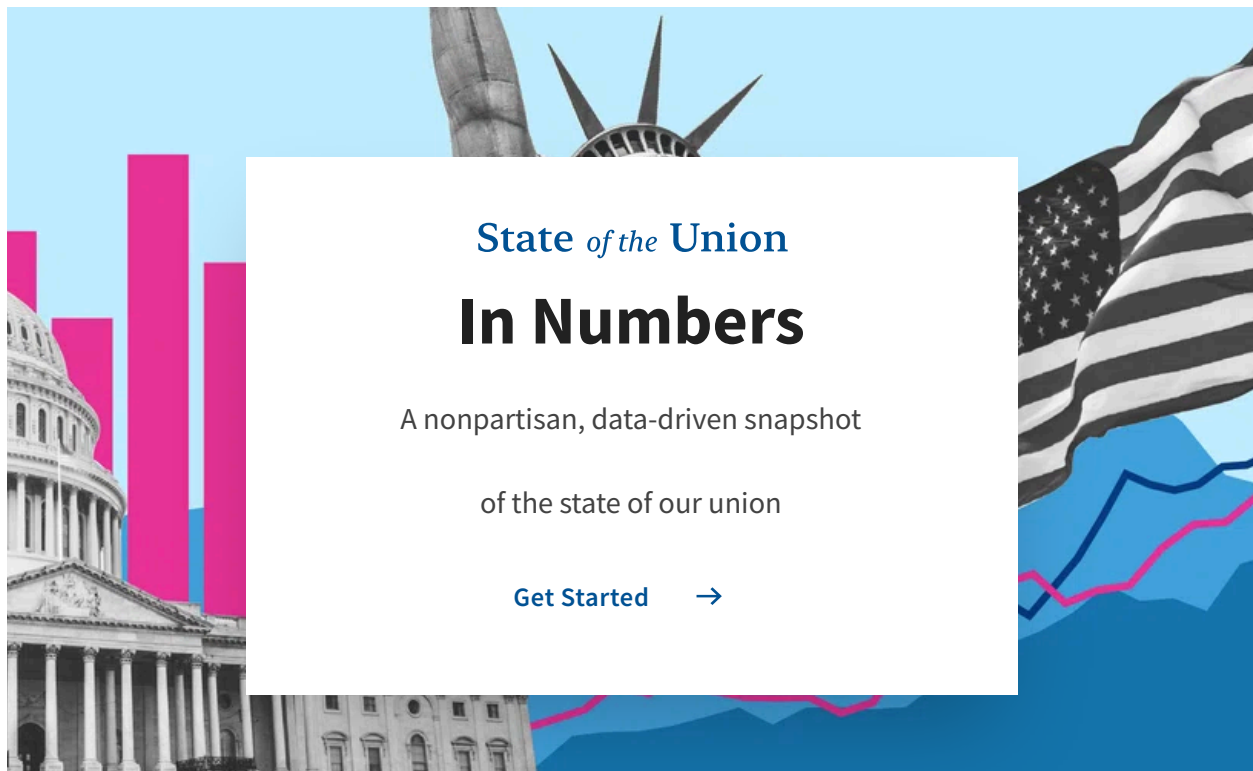 State of the Union
In Numbers
A nonpartisan, data-driven snapshot
of the state of our union
Get Started →